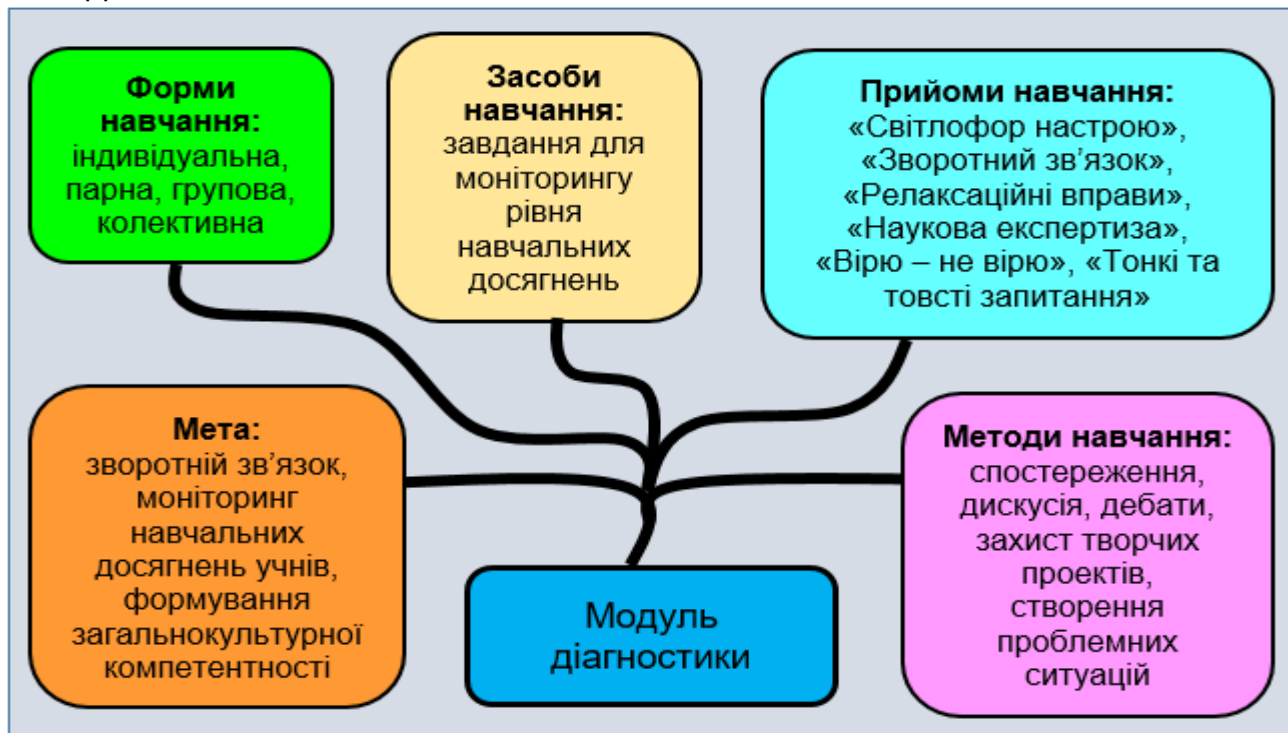 Форми
навчання:
індивідуальна,
парна, групова,
колективна
Засоби
навчання:
завдання для
моніторингу
рівня
навчальних
досягнень
Прийоми навчання:
«Світлофор настрою»,
«Зворотний зв’язок»,
«Релаксаційні вправи»,
«Наукова експертиза»,
«Вірю – не вірю», «Тонкі та
товсті запитання»
Мета:
зворотній зв’язок,
моніторинг
навчальних
досягнень учнів,
формування
загальнокультурної
компетентності
Модуль
діагностики
Методи навчання:
спостереження,
дискусія, дебати,
захист творчих
проектів,
створення
проблемних
ситуацій